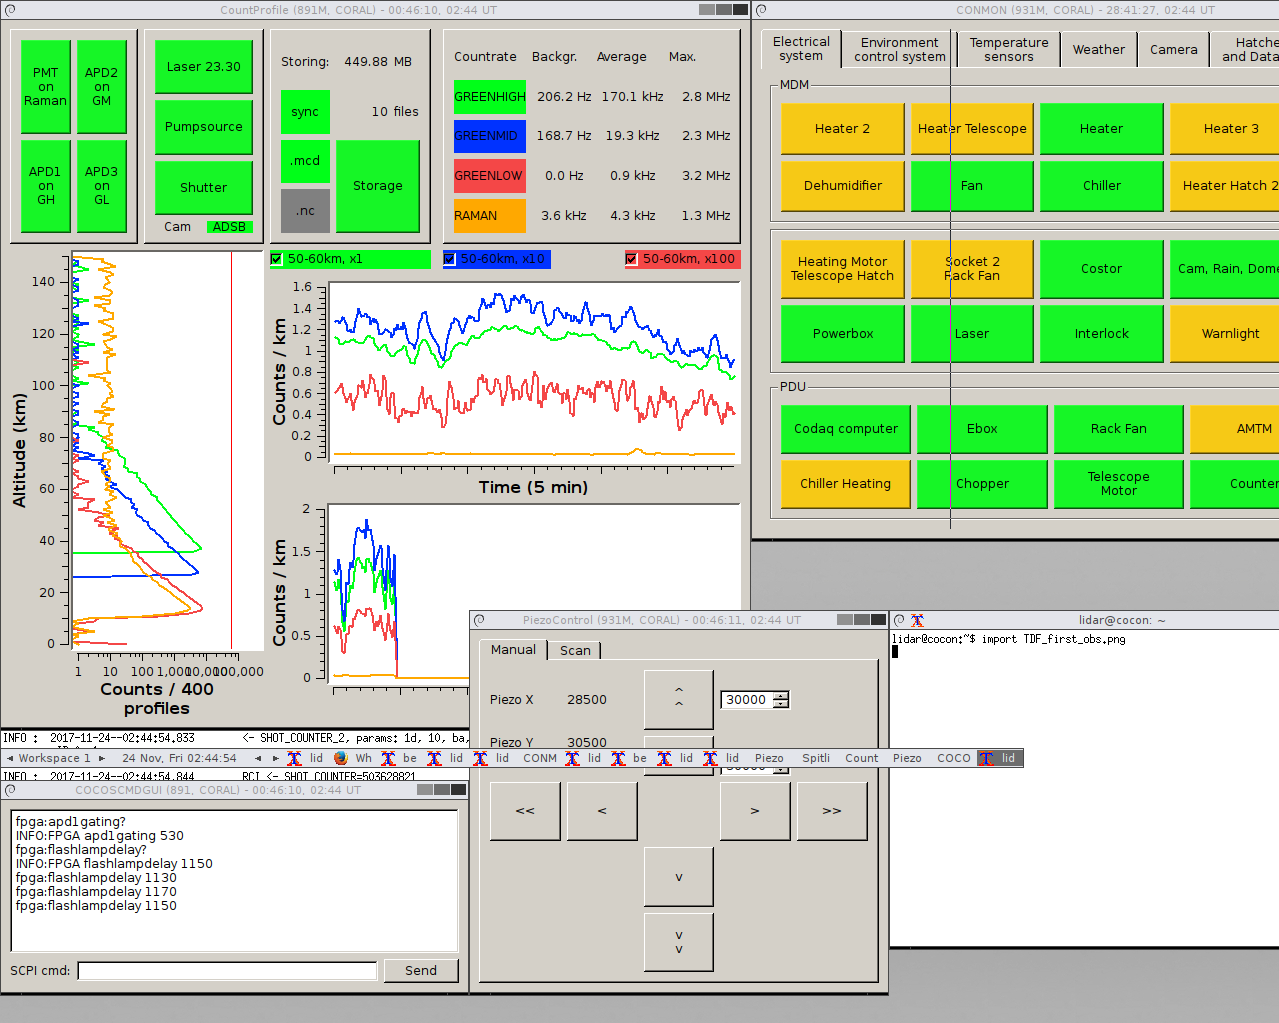 CountProfile (891M, CORAL) - 00:46:10, 02:44 UT
PMT on Raman
APD2 on GM
APD1 on GH
APD3 on GL
Laser 23.30
Pumpsource
Shutter
Cam ADSB
Storing: 449.88 MB
sync 10 files
.mcd
.nc
Storage
Countrate Backgr. Average Max.
GREENHIGH 206.2 Hz 170.1 kHz 2.8 MHz
GREENMID 168.7 Hz 19.3 kHz 2.3 MHz
GREENLOW 0.0 Hz 0.9 kHz 3.2 MHz
RAMAN 3.6 kHz 4.3 kHz 1.3 MHz
50-60km, x1 50-60km, x10 50-60km, x100
Altitude (km)
140
120
100
80
60
40
20
0
1 10 100 1,000 10,000 100,000
Counts / 400
profiles
Counts / km
1.6
1.4
1.2
1
0.8
0.6
0.4
0.2
0
Time (5 min)
Counts / km
2
1.5
1
0.5
0
CONMON (931M, CORAL) - 28:41:27, 02:44 UT
Electrical system
Environment control system
Temperature sensors
Weather
Camera
Hatche
and Data
MDM
Heater 2
Heater Telescope
Heater
Heater 3
Dehumidifier
Fan
Chiller
Heater Hatch 2
Heating Motor
Telescope Hatch
Socket 2
Rack Fan
Costor
Cam, Rain, Dome
Powerbox
Laser
Interlock
Warnlight
PDU
Codaq computer
Ebox
Rack Fan
AMTM
Chiller Heating
Chopper
Telescope
Motor
Counter
PiezoControl (931M, CORAL) - 00:46:11, 02:44 UT
Manual Scan
Piezo X 28500 ^ ^ 30000
Piezo Y 30500
<< < > >>
v
v
v
lidar@cocon: ~
lidar@cocon:~$ import TDF_first_obs.png
INFO : 2017-11-24--02:44:54.833 <- SHOT_COUNTER_2, params: 1d, 10, ba,
Workspace 1 24 Nov, Fri 02:44:54 lid Wh be lid lid CONM lid be lid lid Piezo Spitli Count Piezo COCO lid
INFO : 2017-11-24--02:44:54.844 RCI <- SHOT_COUNTER=503628821
COCOSCMDGUI (891, CORAL) - 00:46:10, 02:44 UT
fpga:apd1gating?
INFO:FPGA apd1gating 530
fpga:flashlampdelay?
INFO:FPGA flashlampdelay 1150
fpga:flashlampdelay 1130
fpga:flashlampdelay 1170
fpga:flashlampdelay 1150
SCPI cmd: Send